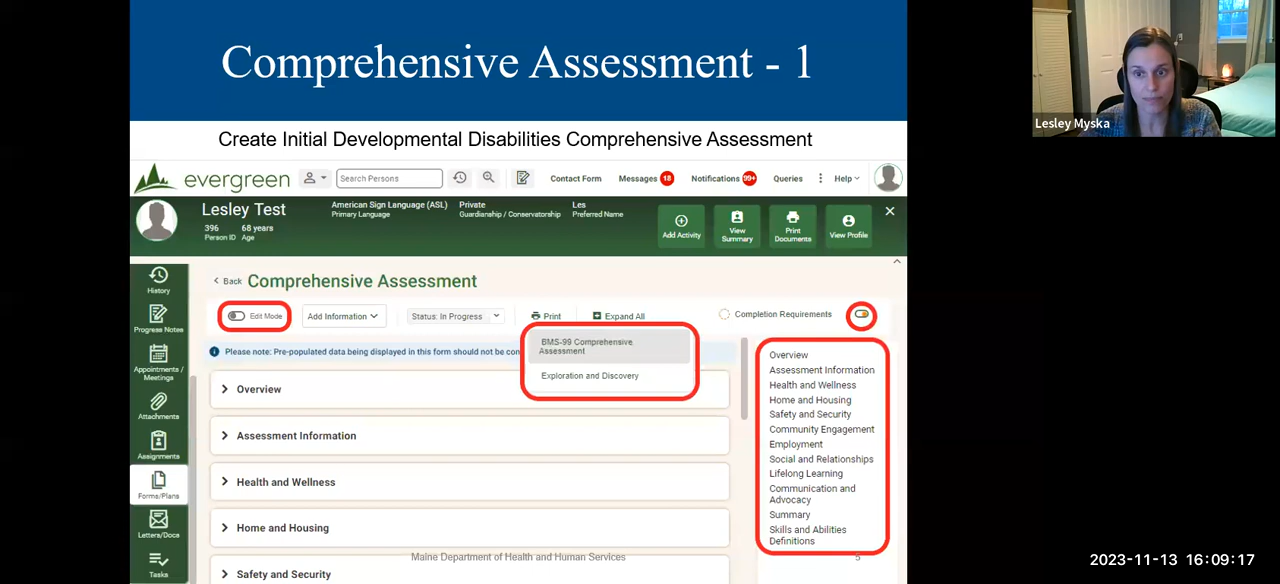 Comprehensive Assessment - 1
Lesley Myska
Create Initial Developmental Disabilities Comprehensive Assessment
evergreen
Search Persons
Contact Form
Messages 18
Notifications 99+
Queries
Help
Lesley Test
396
Person ID
68 years
Age
American Sign Language (ASL)
Primary Language
Private
Guardianship / Conservatorship
Les
Preferred Name
Add Activity
View
Summary
Print
Documents
View Profile
History
Progress Notes
Appointments /
Meetings
Attachments
Assignments
Forms/Plans
Letters/Docs
Tasks
Back Comprehensive Assessment
Edit Mode
Add Information
Status: In Progress
Print
Expand All
Completion Requirements
BMS-99 Comprehensive
Assessment
Exploration and Discovery
Please note: Pre-populated data being displayed in this form should not be con
Overview
Assessment Information
Health and Wellness
Home and Housing
Safety and Security
Overview
Assessment Information
Health and Wellness
Home and Housing
Safety and Security
Community Engagement
Employment
Social and Relationships
Lifelong Learning
Communication and
Advocacy
Summary
Skills and Abilities
Definitions
Maine Department of Health and Human Services
5
2023-11-13 16:09:17